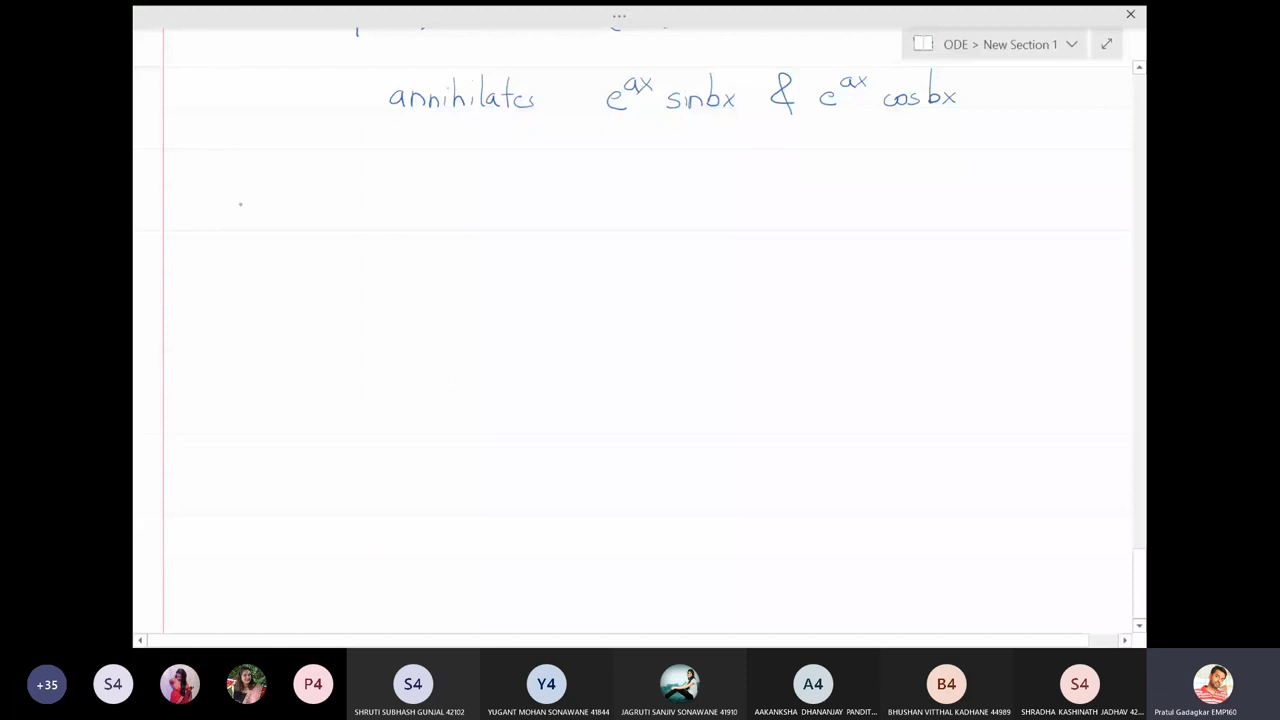 ODE > New Section 1
annihilates e^{ax} sinbx & e^{ax} cosbx
+35
S4
P4
S4
Y4
A4
B4
S4
SHRUTI SUBHASH GUNJAL 42102
YUGANT MOHAN SONAWANE 41844
JAGRUTI SANJIV SONAWANE 41910
AAKANKSHA DHANANJAY PANDIT...
BHUSHAN VITTHAL KADHANE 44989
SHRADHA KASHINATH JADHAV 42...
Pratul Gadagkar EMP160